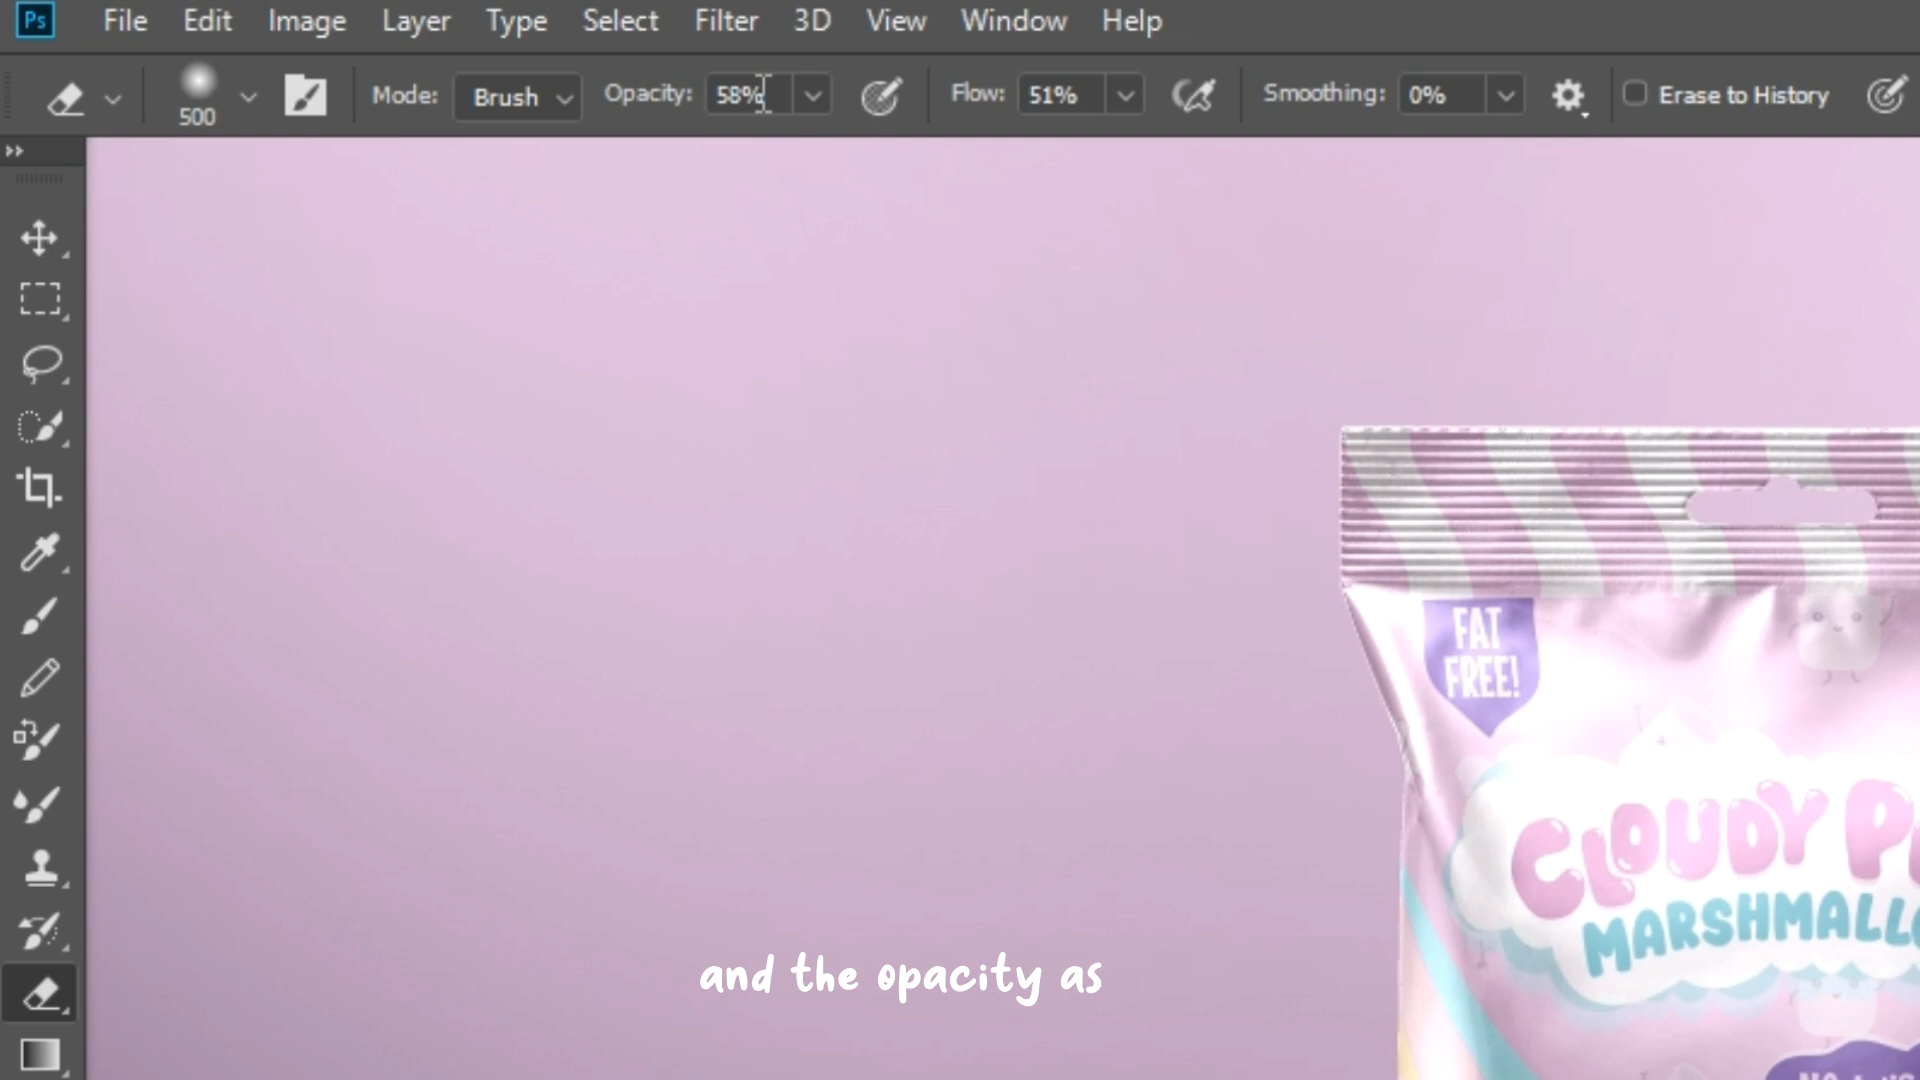 Ps File Edit Image Layer Type Select Filter 3D View Window Help
500 Mode: Brush Opacity: 58% Flow: 51% Smoothing: 0% Erase to History
FAT
FREE!
CLOUDY
MARSHMALLO
and the opacity as